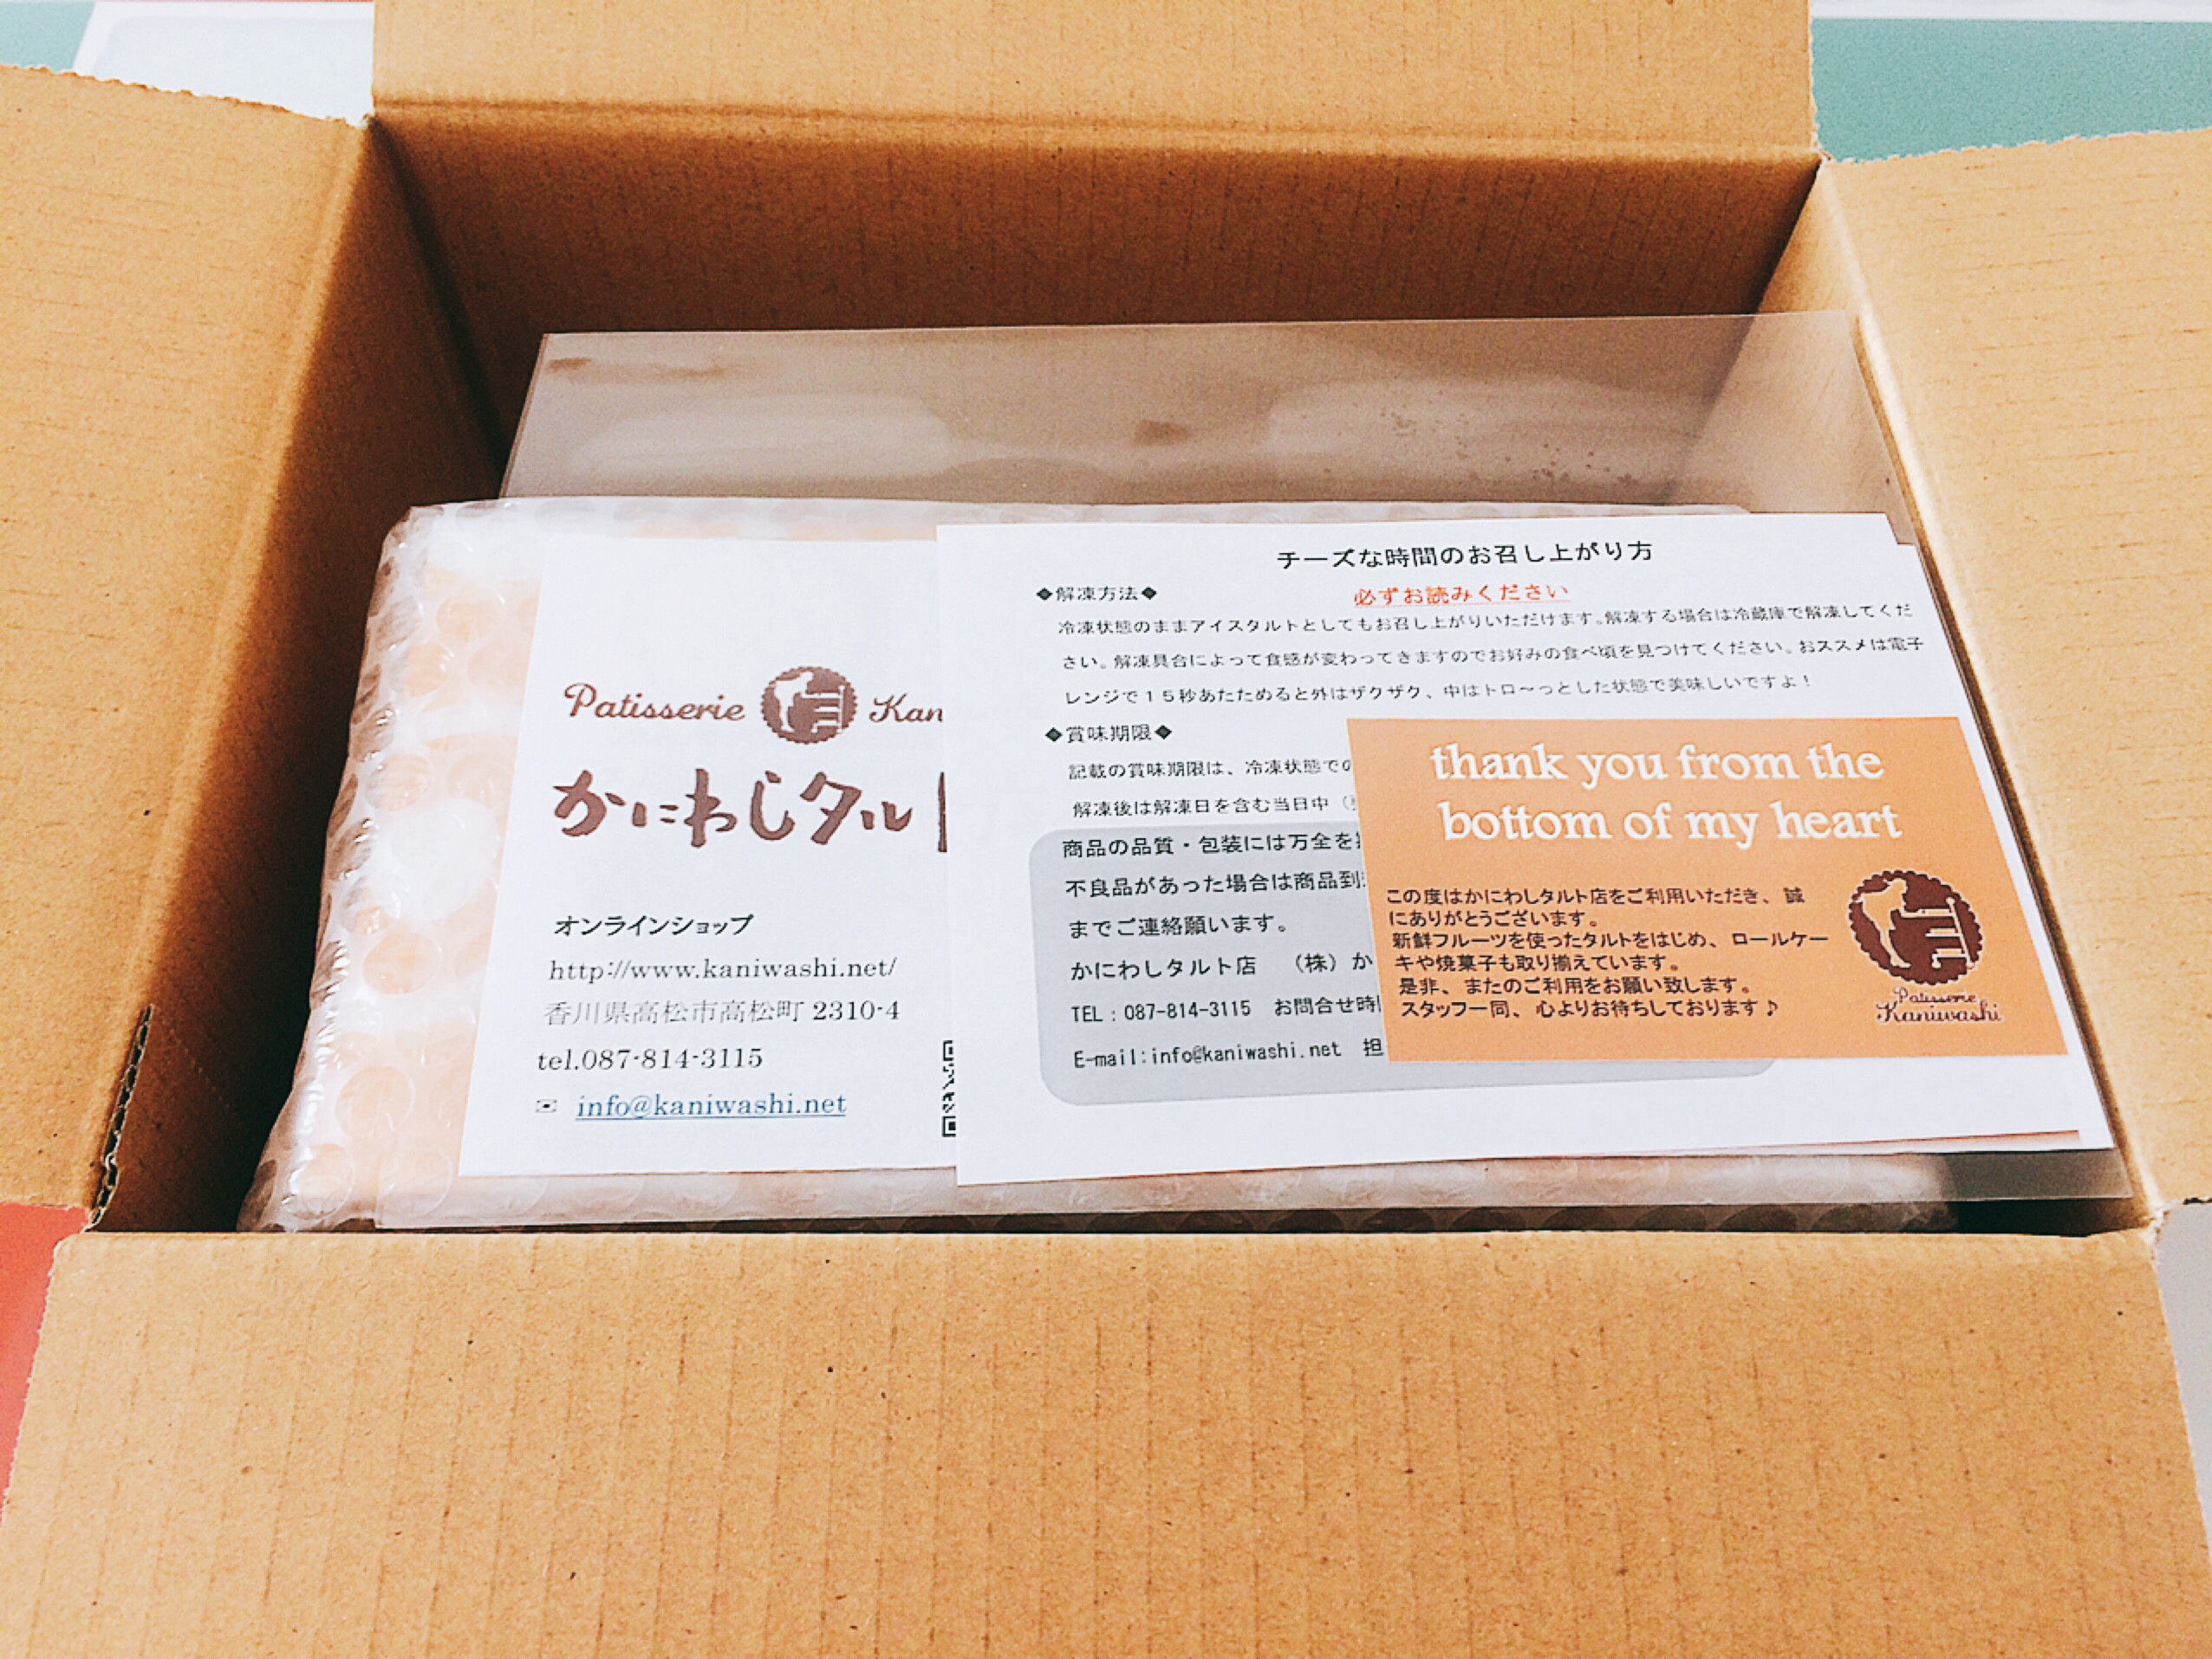 Patisserie Kan
かにわしタル
オンラインショップ
http://www.kaniwashi.net/
香川県高松市高松町 2310-4
tel.087-814-3115
info@kaniwashi.net
チーズな時間のお召し上がり方
◆解凍方法◆
必ずお読みください
冷凍状態のままアイスタルトとしてもお召し上がりいただけます。解凍する場合は冷蔵庫で解凍してくだ
さい。解凍具合によって食感が変わってきますのでお好みの食べ頃を見つけてください。おススメは電子
レンジで１５秒あたためると外はザクザク、中はトロ～っとした状態で美味しいですよ！
◆賞味期限◆
記載の賞味期限は、冷凍状態での
解凍後は解凍日を含む当日中（
商品の品質・包装には万全を
不良品があった場合は商品到
までご連絡願います。
かにわしタルト店　（株）か
TEL：087-814-3115　お問合せ時
E-mail:info@kaniwashi.net　担
thank you from the
bottom of my heart
この度はかにわしタルト店をご利用いただき、誠
にありがとうございます。
新鮮フルーツを使ったタルトをはじめ、ロールケー
キや焼菓子も取り揃えています。
是非、またのご利用をお願い致します。
スタッフ一同、心よりお待ちしております♪
Patisserie
Kaniwashi